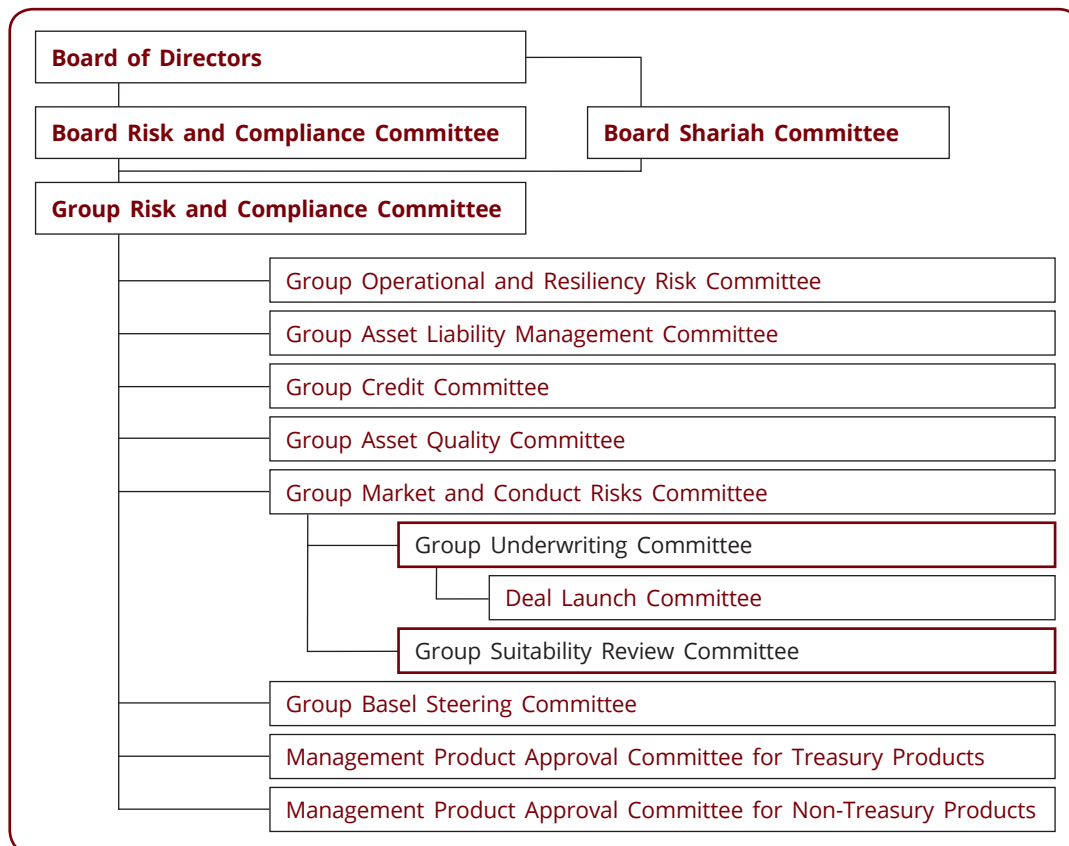 Board of Directors
Board Risk and Compliance Committee
Board Shariah Committee
Group Risk and Compliance Committee
Group Operational and Resiliency Risk Committee
Group Asset Liability Management Committee
Group Credit Committee
Group Asset Quality Committee
Group Market and Conduct Risks Committee
Group Underwriting Committee
Deal Launch Committee
Group Suitability Review Committee
Group Basel Steering Committee
Management Product Approval Committee for Treasury Products
Management Product Approval Committee for Non-Treasury Products